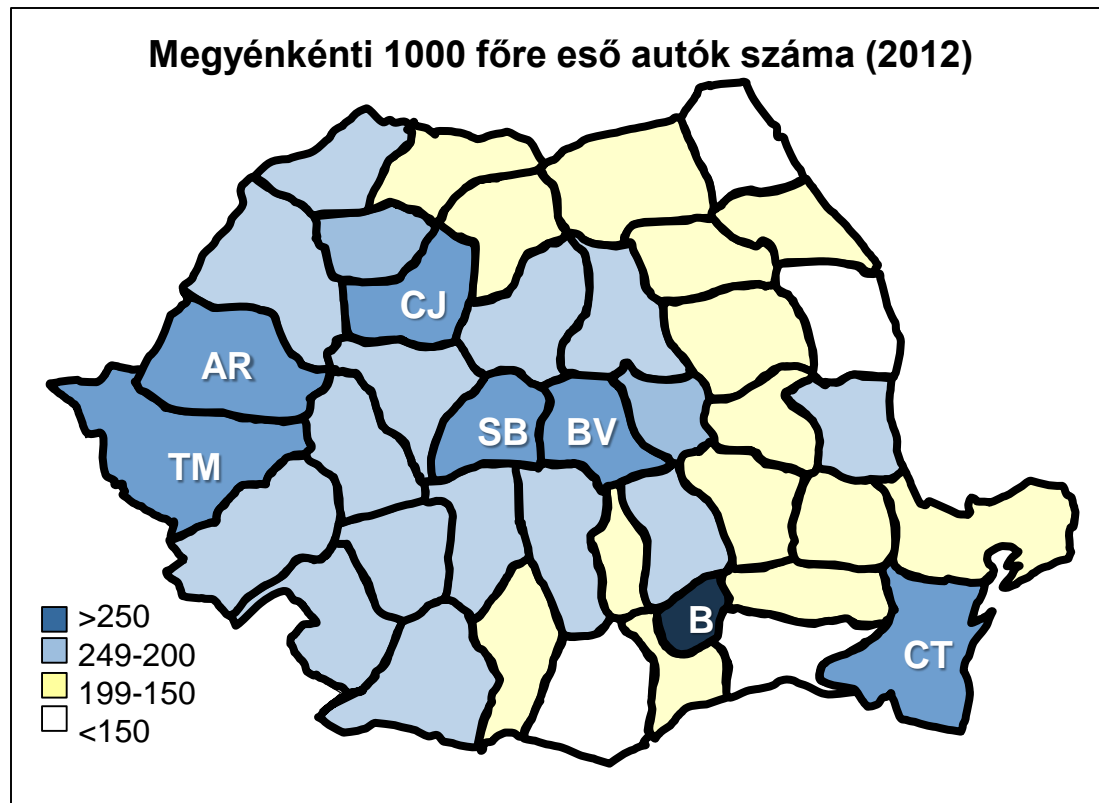 Megyénkénti 1000 főre eső autók száma (2012)
CJ
AR
SB
BV
TM
B
CT
>250
249-200
199-150
<150